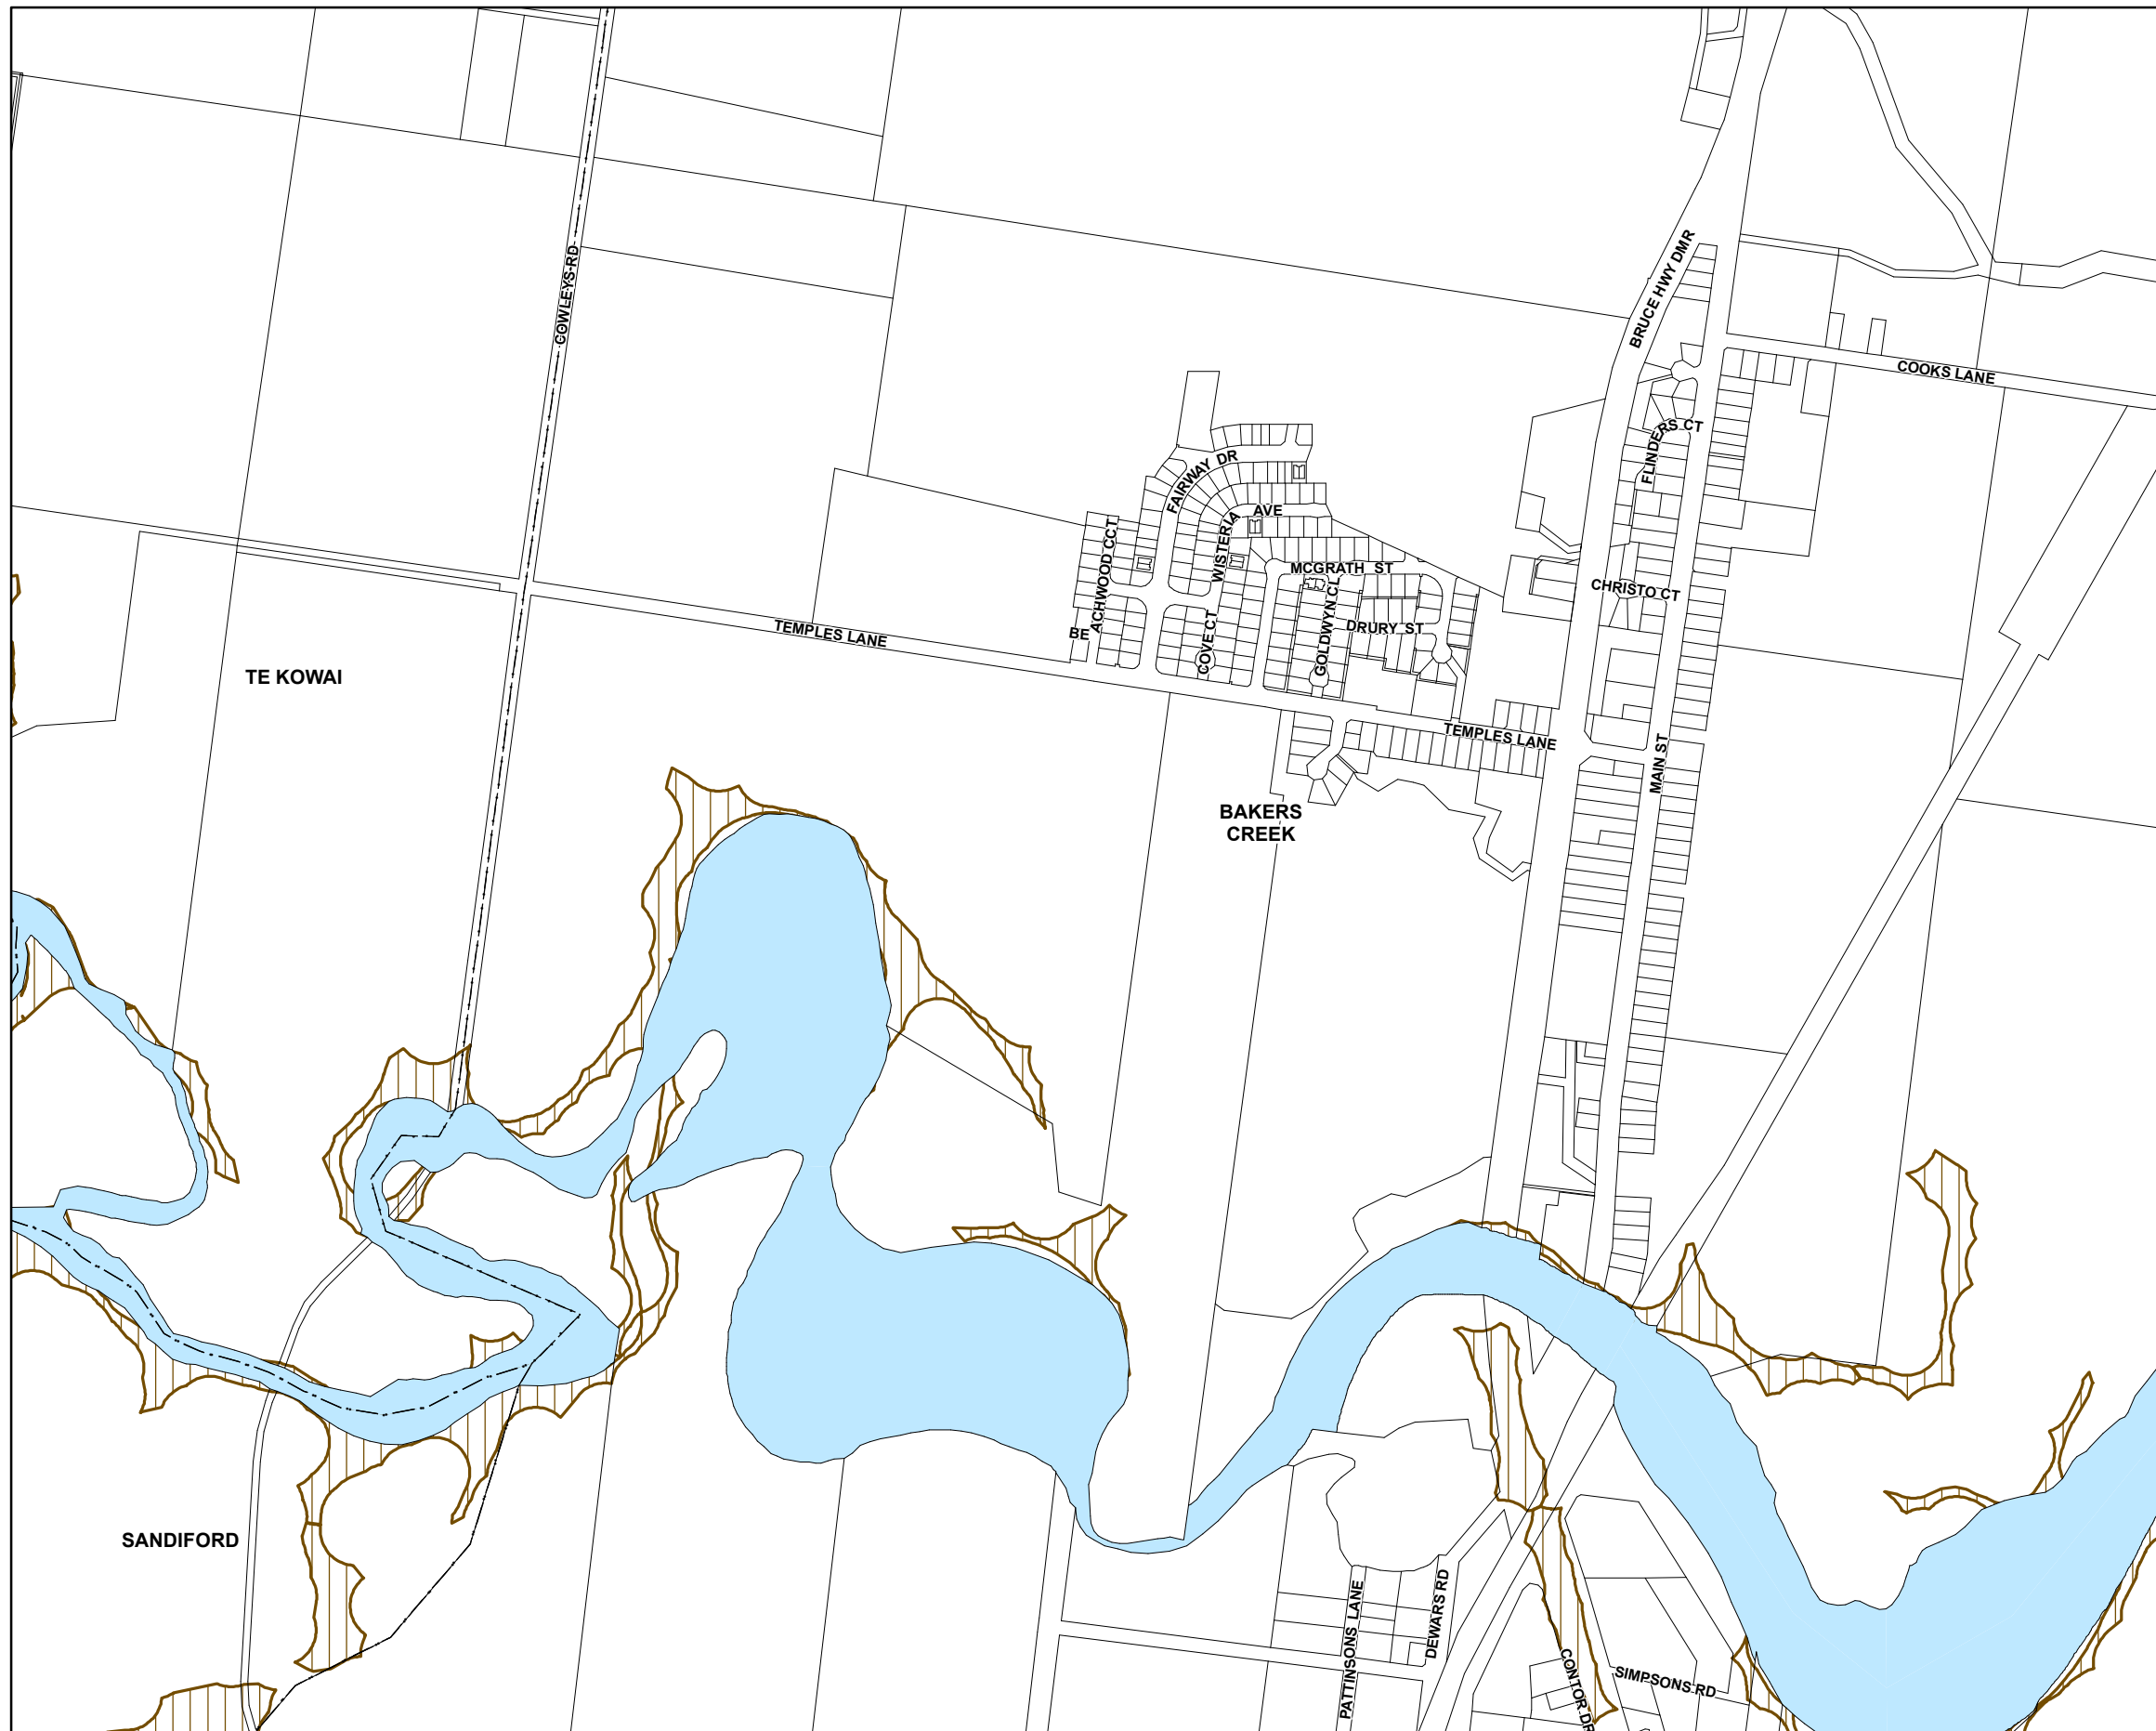 BRUCE HWY DMR
COWLEYS RD
COOKS LANE
FLINDERS CT
FAIRWAY DR
WISTERIA AVE
ACHWOOD CCT
BE
MCGRATH ST
CHRISTO CT
GOLDWYN CL
DRURY ST
COVE CT
TEMPLES LANE
TE KOWAI
TEMPLES LANE
MAIN ST
BAKERS
CREEK
SANDIFORD
PATTINSONS LANE
DEWARS RD
CONTOR DR
SIMPSONS RD